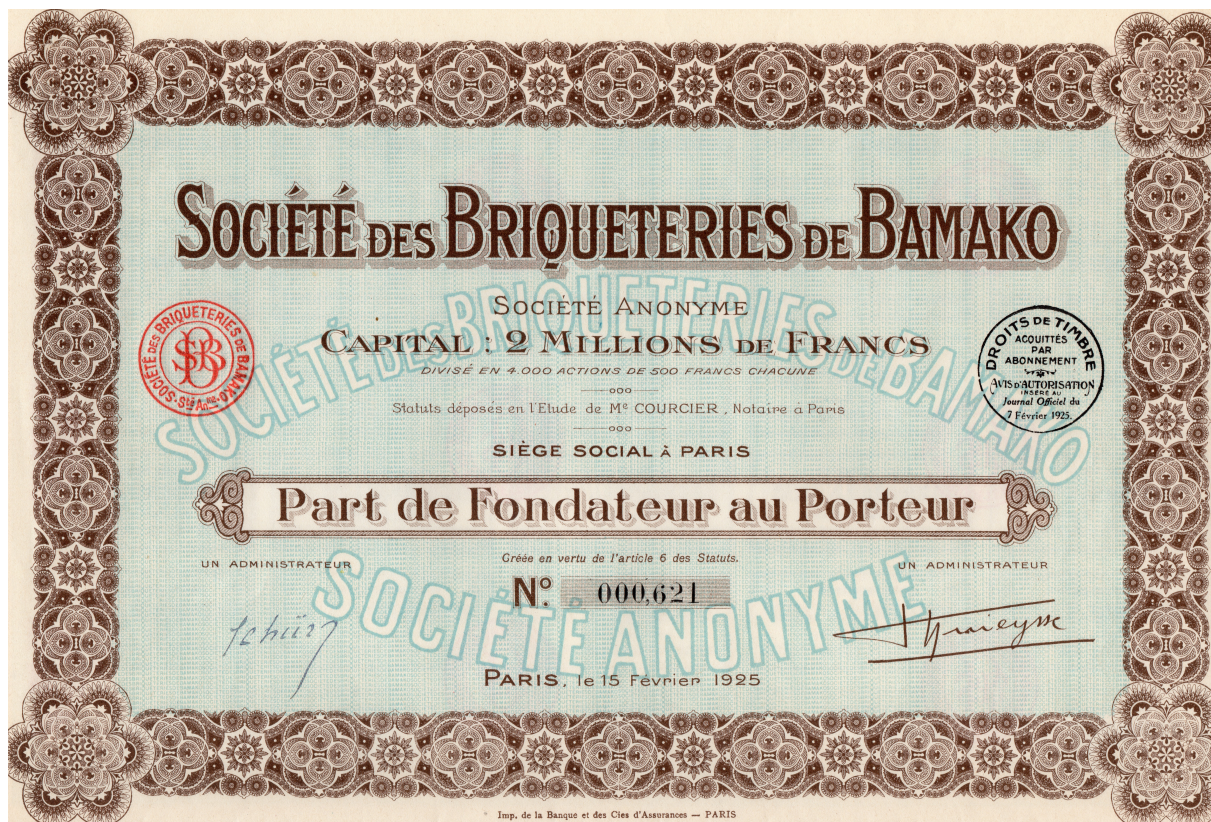 SOCIÉTÉ DES BRIQUETERIES DE BAMAKO
SOCIÉTÉ ANONYME
CAPITAL : 2 MILLIONS DE FRANCS
DIVISÉ EN 4.000 ACTIONS DE 500 FRANCS CHACUNE
Statuts déposés en l'Etude de Me COURCIER, Notaire à Paris
SIÈGE SOCIAL À PARIS
SOCIÉTÉ DES BRIQUETERIES DE BAMAKO
SOCIÉTÉ DES BRIQUETERIES DE BAMAKO
Sté Anme
SBB
DROITS DE TIMBRE
ACQUITTÉS
PAR
ABONNEMENT
AVIS D'AUTORISATION
INSÉRÉ AU
Journal Officiel du
7 Février 1925.
Part de Fondateur au Porteur
Créée en vertu de l'article 6 des Statuts.
UN ADMINISTRATEUR
UN ADMINISTRATEUR
No. 000,621
SOCIÉTÉ ANONYME
PARIS, le 15 Février 1925
Imp. de la Banque et des Cies d'Assurances — PARIS